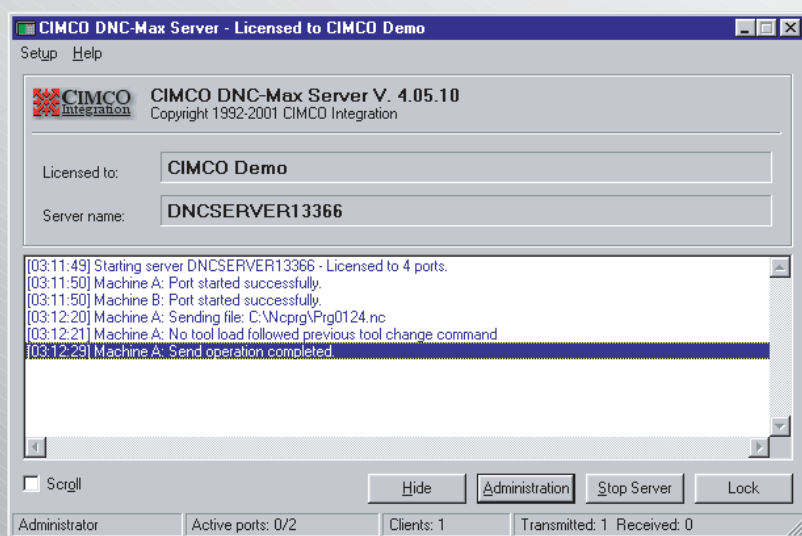 CIMCO DNC-Max Server - Licensed to CIMCO Demo
Setup Help
CIMCO
Integration
CIMCO DNC-Max Server V. 4.05.10
Copyright 1992-2001 CIMCO Integration
Licensed to: CIMCO Demo
Server name: DNCSERVER13366
[03:11:49] Starting server DNCSERVER13366 - Licensed to 4 ports.
[03:11:50] Machine A: Port started successfully.
[03:11:50] Machine B: Port started successfully.
[03:12:20] Machine A: Sending file: C:\Ncprg\Prg0124.nc
[03:12:21] Machine A: No tool load followed previous tool change command
[03:12:29] Machine A: Send operation completed.
Scroll Hide Administration Stop Server Lock
Administrator Active ports: 0/2 Clients: 1 Transmitted: 1 Received: 0